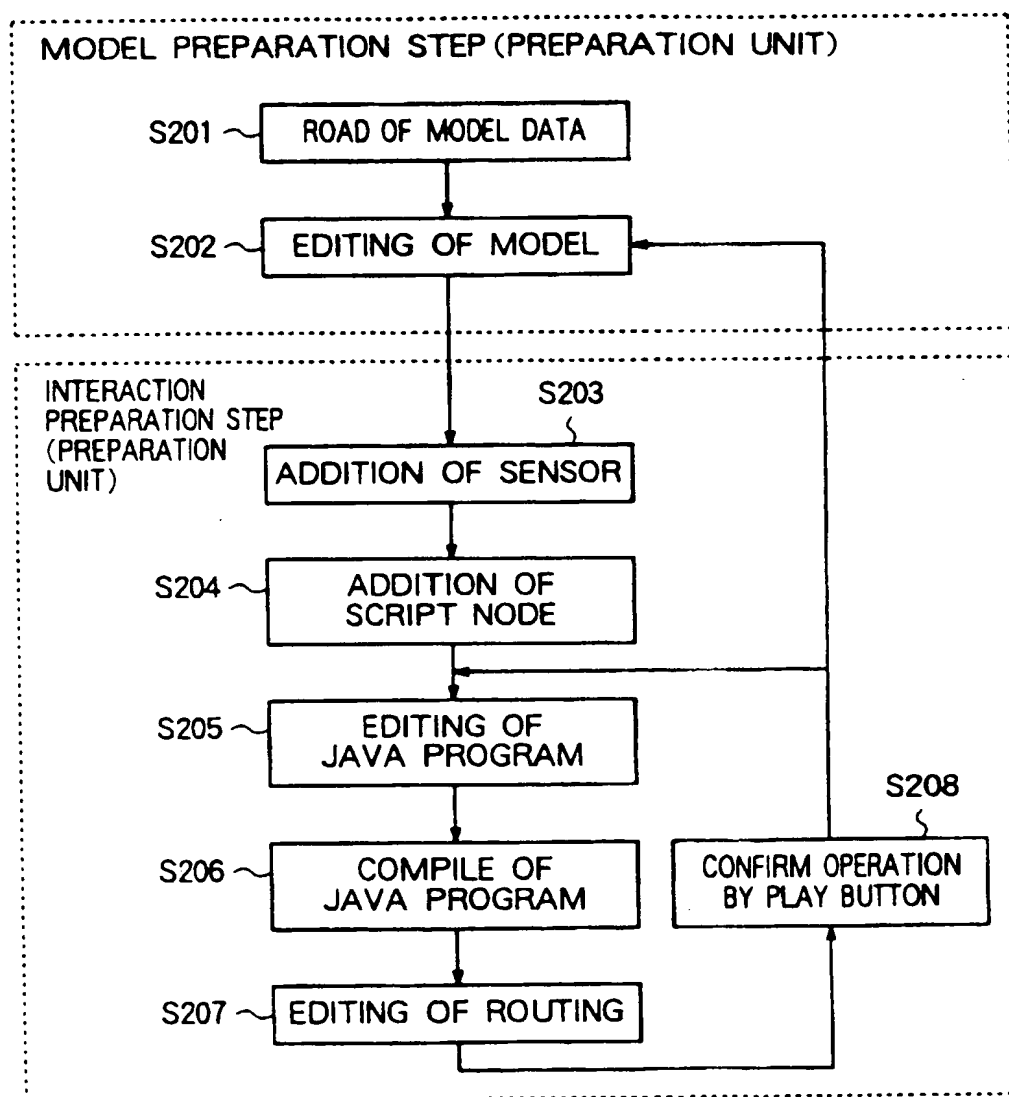 MODEL PREPARATION STEP (PREPARATION UNIT)
S201
ROAD OF MODEL DATA
S202
EDITING OF MODEL
INTERACTION
PREPARATION STEP
(PREPARATION
UNIT)
S203
ADDITION OF SENSOR
S204
ADDITION OF
SCRIPT NODE
S205
EDITING OF
JAVA PROGRAM
S206
COMPILE OF
JAVA PROGRAM
S208
CONFIRM OPERATION
BY PLAY BUTTON
S207
EDITING OF ROUTING